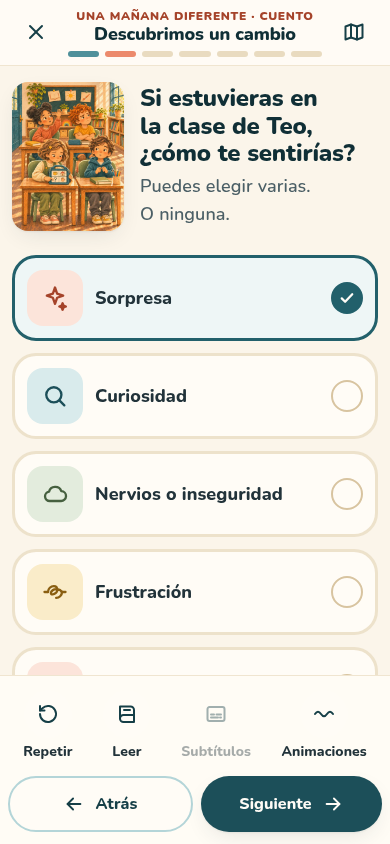 UNA MAÑANA DIFERENTE · CUENTO
Descubrimos un cambio
Si estuvieras en
la clase de Teo,
¿cómo te sentirías?
Puedes elegir varias.
O ninguna.
Sorpresa
Curiosidad
Nervios o inseguridad
Frustración
Repetir
Leer
Subtítulos
Animaciones
Atrás
Siguiente